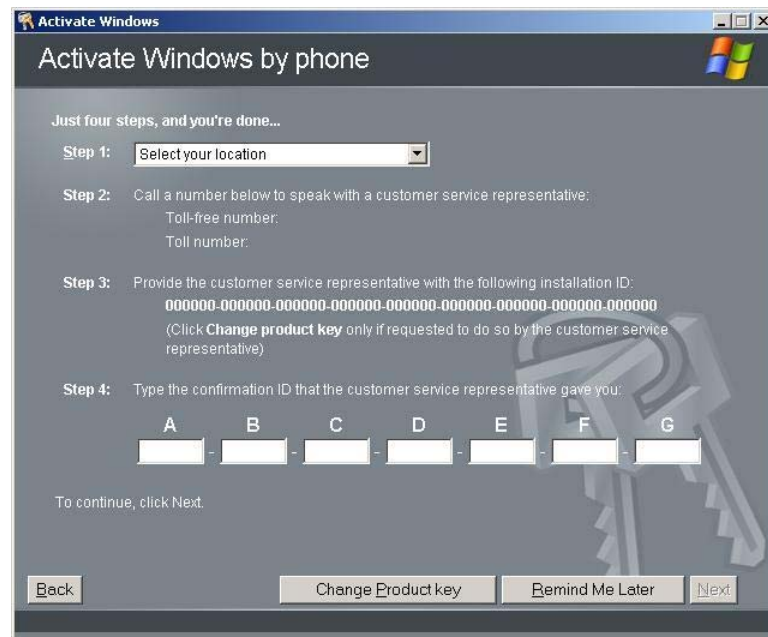 Activate Windows
Activate Windows by phone
Just four steps, and you're done...
Step 1: Select your location
Step 2: Call a number below to speak with a customer service representative:
Toll-free number:
Toll number:
Step 3: Provide the customer service representative with the following installation ID:
000000-000000-000000-000000-000000-000000-000000-000000-000000
(Click Change product key only if requested to do so by the customer service
representative)
Step 4: Type the confirmation ID that the customer service representative gave you:
A B C D E F G
- - - - - -
To continue, click Next.
Back Change Product key Remind Me Later Next